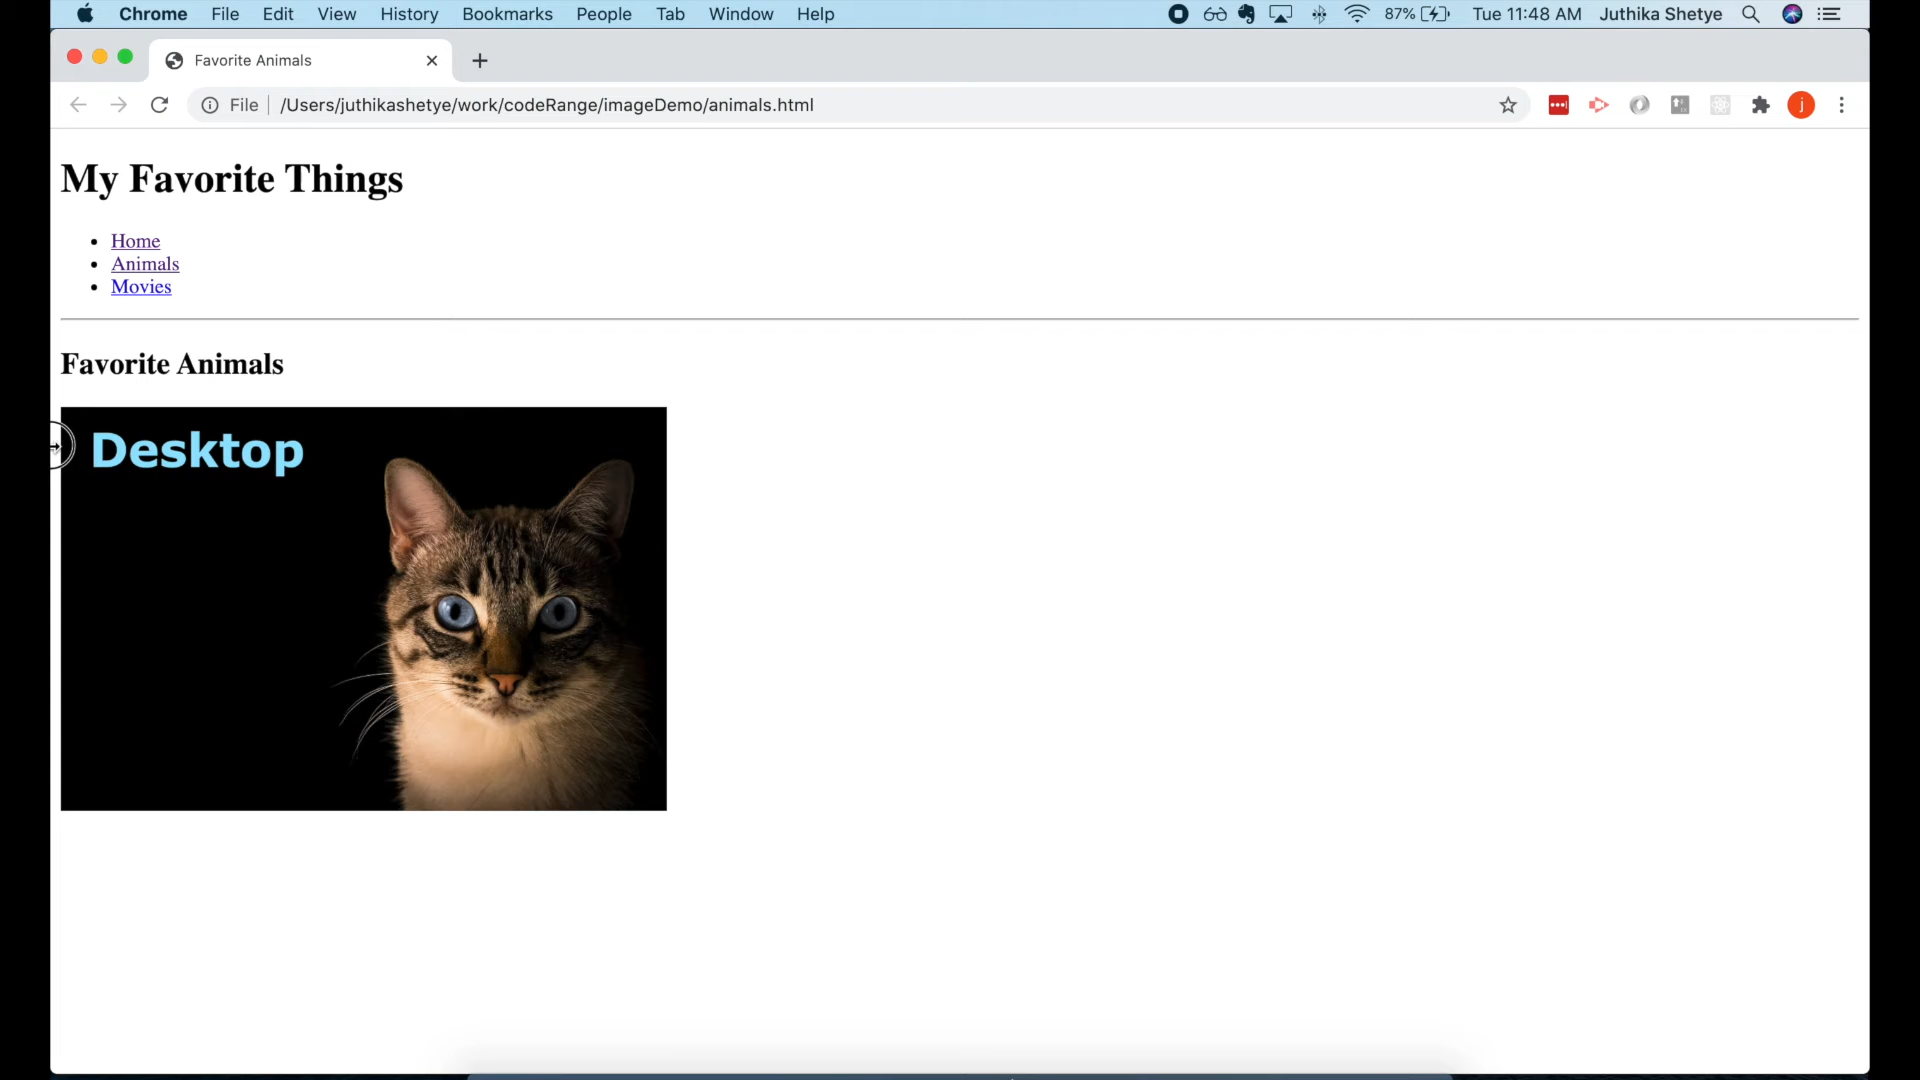 Chrome File Edit View History Bookmarks People Tab Window Help 87% Tue 11:48 AM Juthika Shetye
Favorite Animals
File /Users/juthikashetye/work/codeRange/imageDemo/animals.html j
My Favorite Things
Home
Animals
Movies
Favorite Animals
Desktop